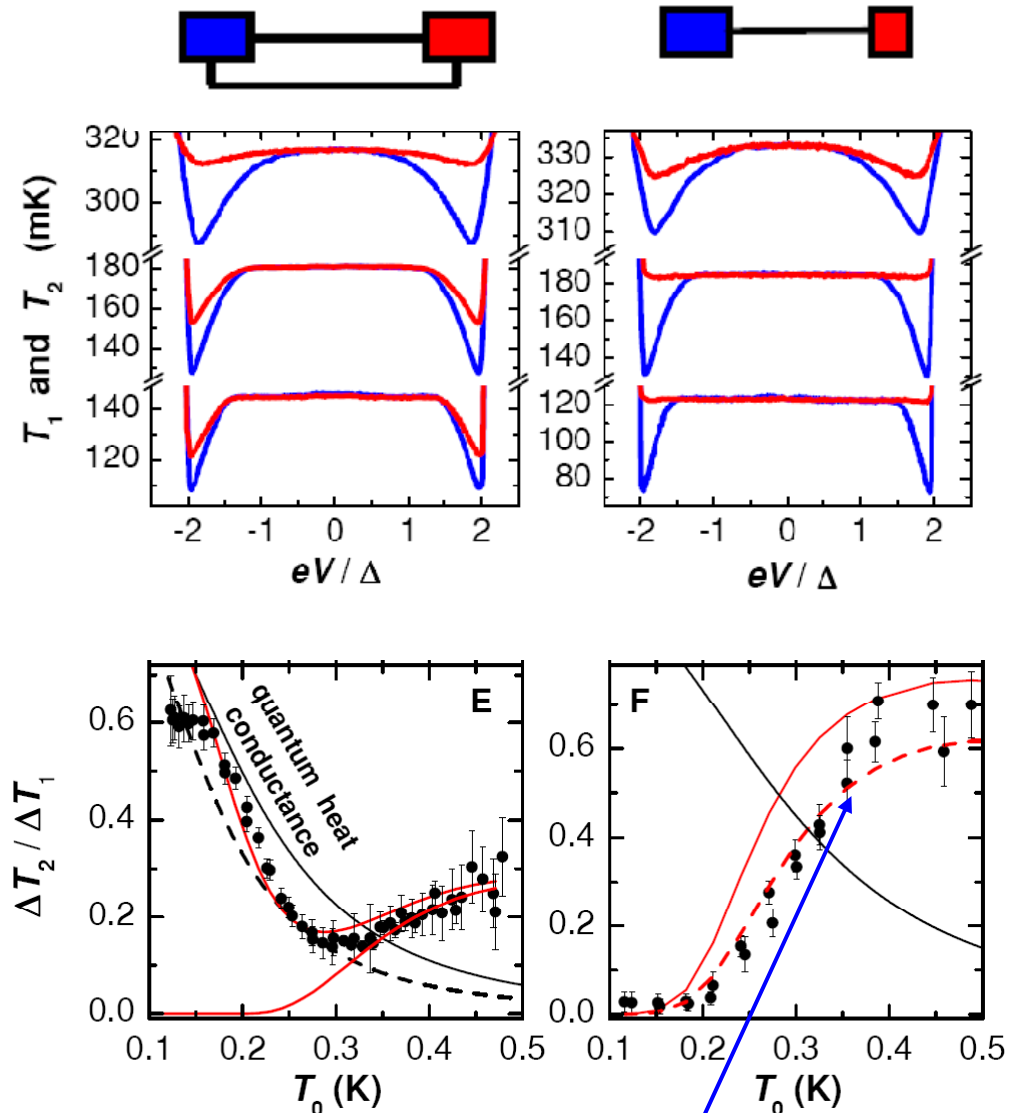 T1 and T2 (mK)
320
300
180
160
140
140
120
-2 -1 0 1 2
eV / Δ
330
320
310
180
160
140
120
100
80
-2 -1 0 1 2
eV / Δ
ΔT2 / ΔT1
E
quantum heat
conductance
0.6
0.4
0.2
0.0
0.1 0.2 0.3 0.4 0.5
T0 (K)
F
0.6
0.4
0.2
0.0
0.1 0.2 0.3 0.4 0.5
T0 (K)